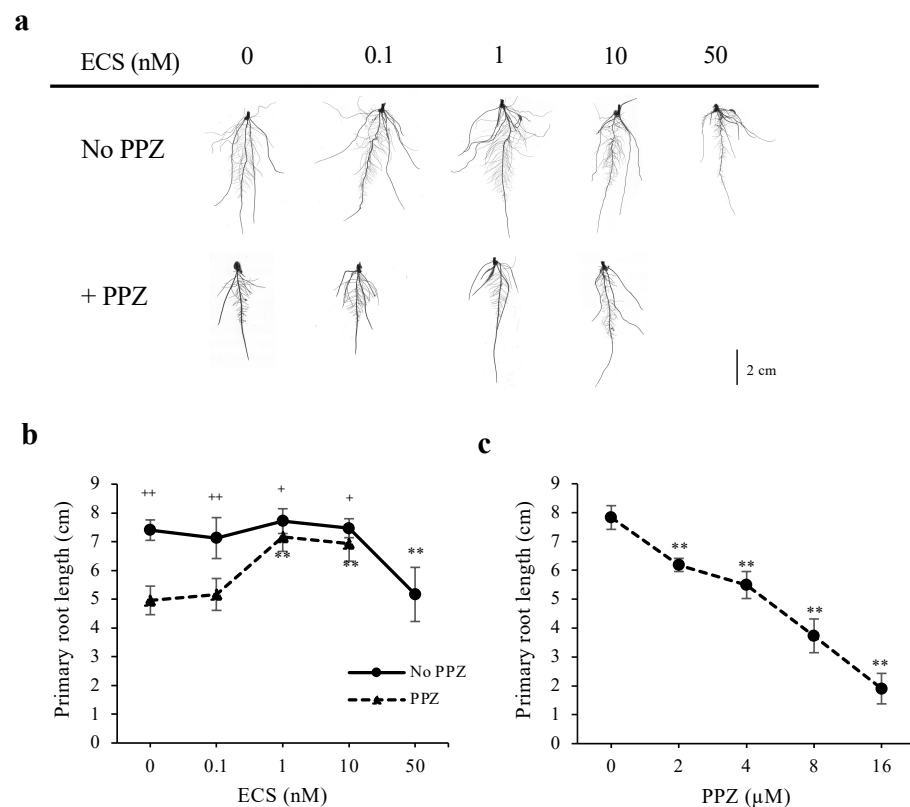 a
ECS (nM) 0 0.1 1 10 50
No PPZ
+ PPZ
2 cm
b
9
8
7
6
5
4
3
2
1
0
Primary root length (cm)
++ ++ + +
** ** **
No PPZ
PPZ
0 0.1 1 10 50
ECS (nM)
c
9
8
7
6
5
4
3
2
1
0
Primary root length (cm)
** ** ** **
0 2 4 8 16
PPZ (µM)